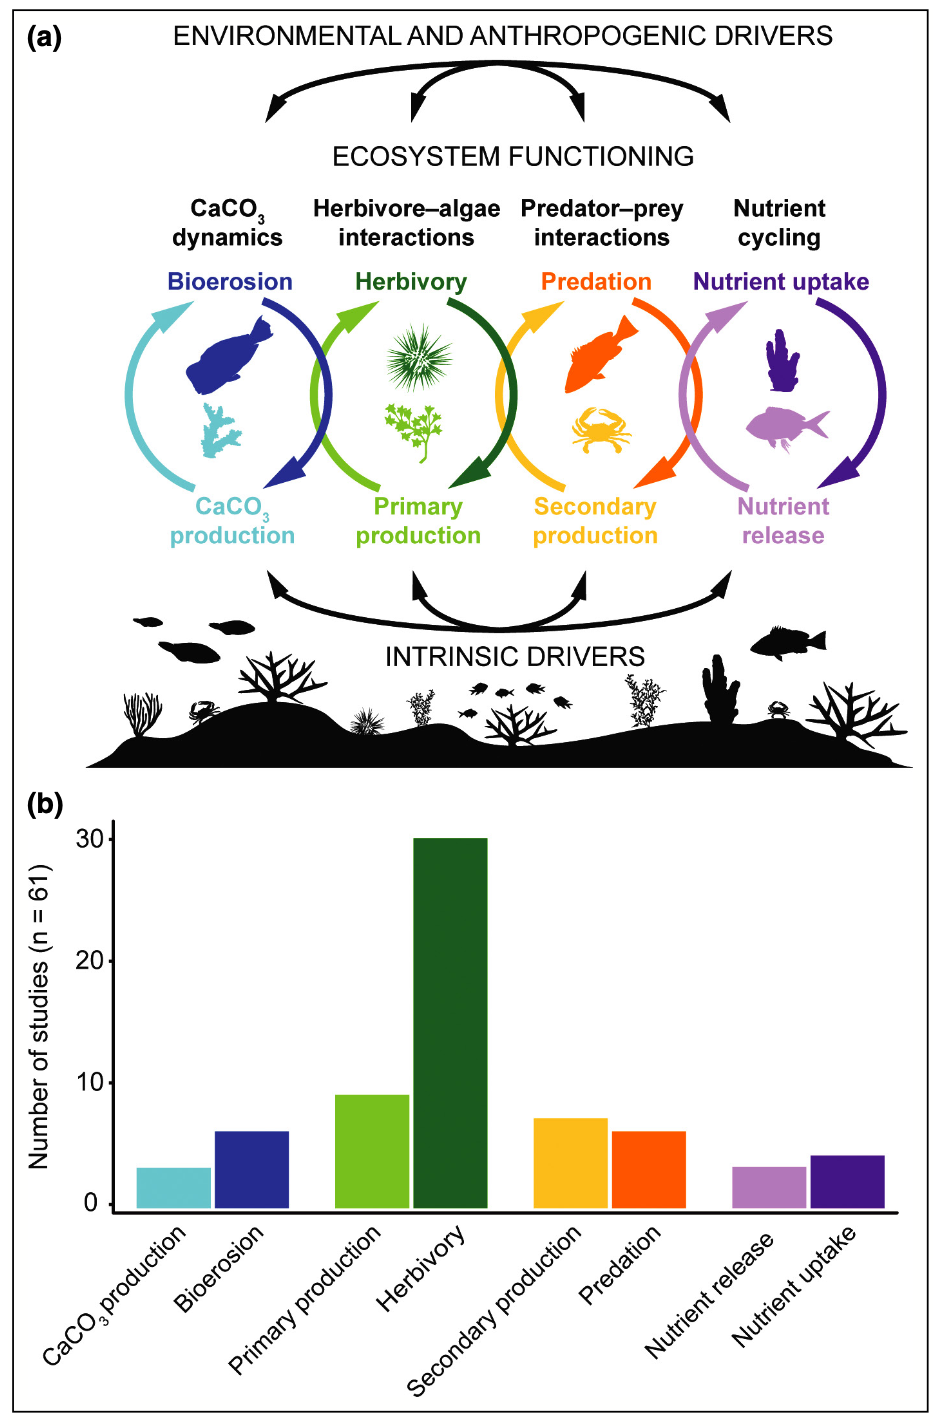 (a)
ENVIRONMENTAL AND ANTHROPOGENIC DRIVERS
ECOSYSTEM FUNCTIONING
CaCO₃
dynamics
Herbivore–algae
interactions
Predator–prey
interactions
Nutrient
cycling
Bioerosion
Herbivory
Predation
Nutrient uptake
CaCO₃
production
Primary
production
Secondary
production
Nutrient
release
INTRINSIC DRIVERS
(b)
Number of studies (n = 61)
30
20
10
0
CaCO₃ production
Bioerosion
Primary production
Herbivory
Secondary production
Predation
Nutrient release
Nutrient uptake